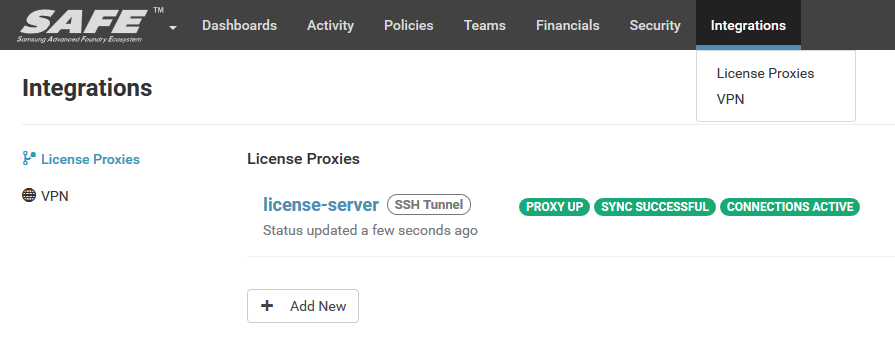 SAFE™
Samsung Advanced Foundry Ecosystem
Dashboards Activity Policies Teams Financials Security Integrations
License Proxies
VPN
Integrations
License Proxies
VPN
License Proxies
license-server SSH Tunnel PROXY UP SYNC SUCCESSFUL CONNECTIONS ACTIVE
Status updated a few seconds ago
+ Add New